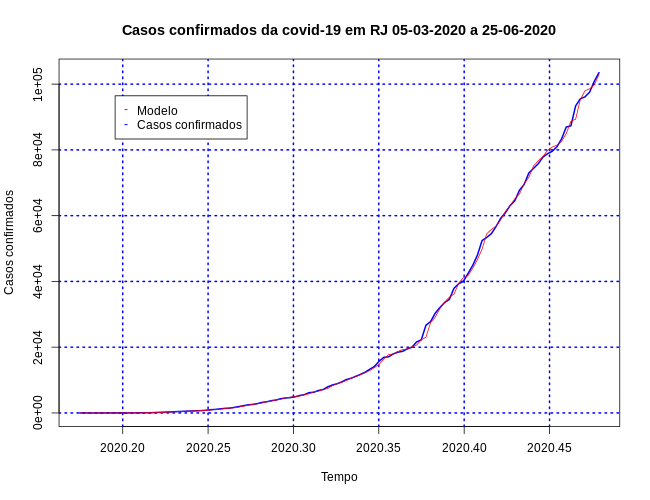 Casos confirmados da covid-19 em RJ 05-03-2020 a 25-06-2020
Casos confirmados
1e+05
8e+04
6e+04
4e+04
2e+04
0e+00
- Modelo
- Casos confirmados
2020.20 2020.25 2020.30 2020.35 2020.40 2020.45
Tempo